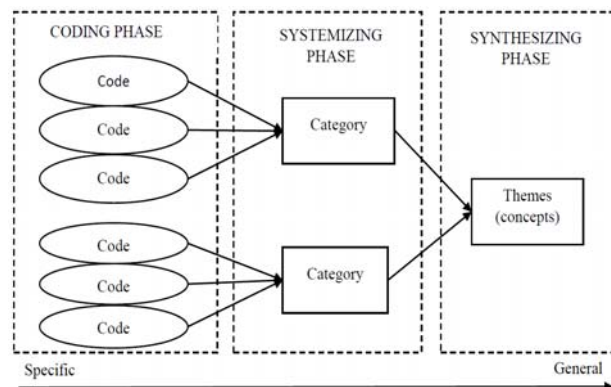 CODING PHASE
Code
Code
Code
Code
Code
Code
SYSTEMIZING
PHASE
Category
Category
SYNTHESIZING
PHASE
Themes
(concepts)
Specific
General